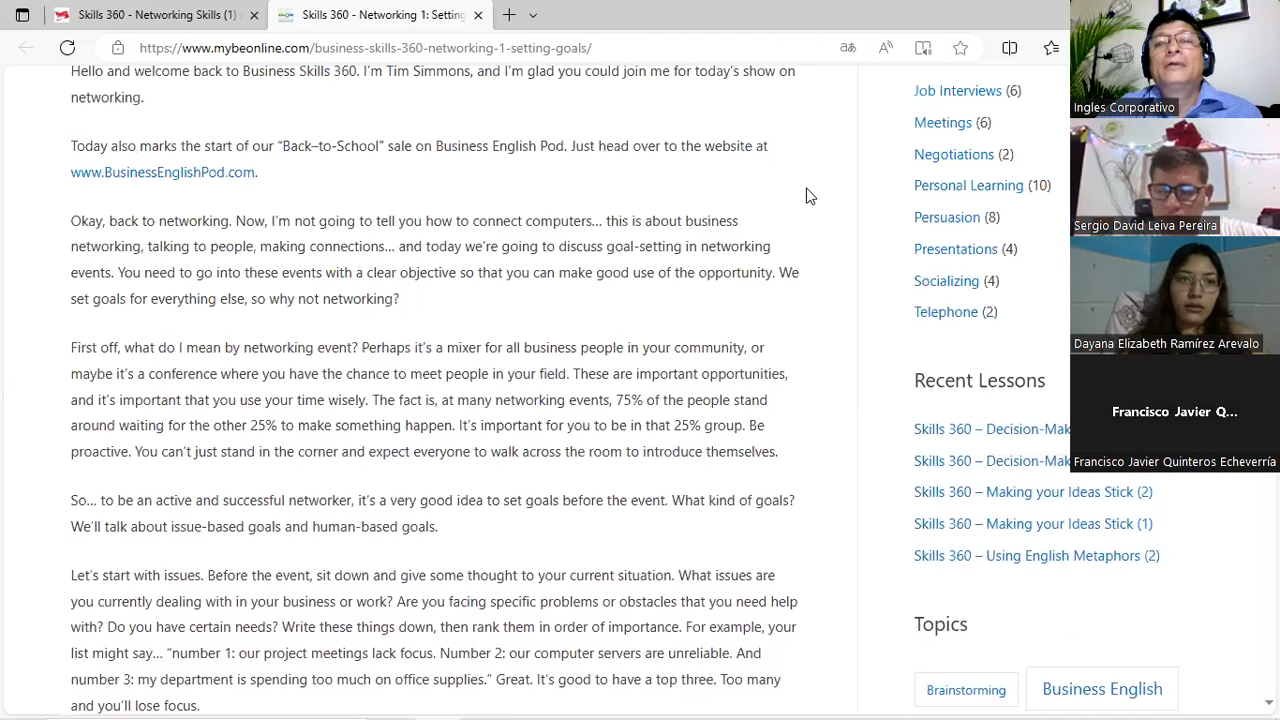 Skills 360 - Networking Skills (1)
Skills 360 - Networking 1: Setting
https://www.mybeonline.com/business-skills-360-networking-1-setting-goals/
Hello and welcome back to Business Skills 360. I'm Tim Simmons, and I'm glad you could join me for today's show on
networking.
Today also marks the start of our “Back–to-School” sale on Business English Pod. Just head over to the website at
www.BusinessEnglishPod.com.
Okay, back to networking. Now, I'm not going to tell you how to connect computers… this is about business
networking, talking to people, making connections… and today we're going to discuss goal-setting in networking
events. You need to go into these events with a clear objective so that you can make good use of the opportunity. We
set goals for everything else, so why not networking?
First off, what do I mean by networking event? Perhaps it's a mixer for all business people in your community, or
maybe it's a conference where you have the chance to meet people in your field. These are important opportunities,
and it's important that you use your time wisely. The fact is, at many networking events, 75% of the people stand
around waiting for the other 25% to make something happen. It's important for you to be in that 25% group. Be
proactive. You can't just stand in the corner and expect everyone to walk across the room to introduce themselves.
So… to be an active and successful networker, it's a very good idea to set goals before the event. What kind of goals?
We'll talk about issue-based goals and human-based goals.
Let's start with issues. Before the event, sit down and give some thought to your current situation. What issues are
you currently dealing with in your business or work? Are you facing specific problems or obstacles that you need help
with? Do you have certain needs? Write these things down, then rank them in order of importance. For example, your
list might say… “number 1: our project meetings lack focus. Number 2: our computer servers are unreliable. And
number 3: my department is spending too much on office supplies.” Great. It's good to have a top three. Too many
and you'll lose focus.
Job Interviews (6)
Meetings (6)
Negotiations (2)
Personal Learning (10)
Persuasion (8)
Presentations (4)
Socializing (4)
Telephone (2)
Recent Lessons
Skills 360 – Decision-Mak
Skills 360 – Decision-Mak
Skills 360 – Making your Ideas Stick (2)
Skills 360 – Making your Ideas Stick (1)
Skills 360 – Using English Metaphors (2)
Topics
Brainstorming
Business English
Ingles Corporativo
Sergio David Leiva Pereira
Dayana Elizabeth Ramírez Arevalo
Francisco Javier Q...
Francisco Javier Quinteros Echeverría